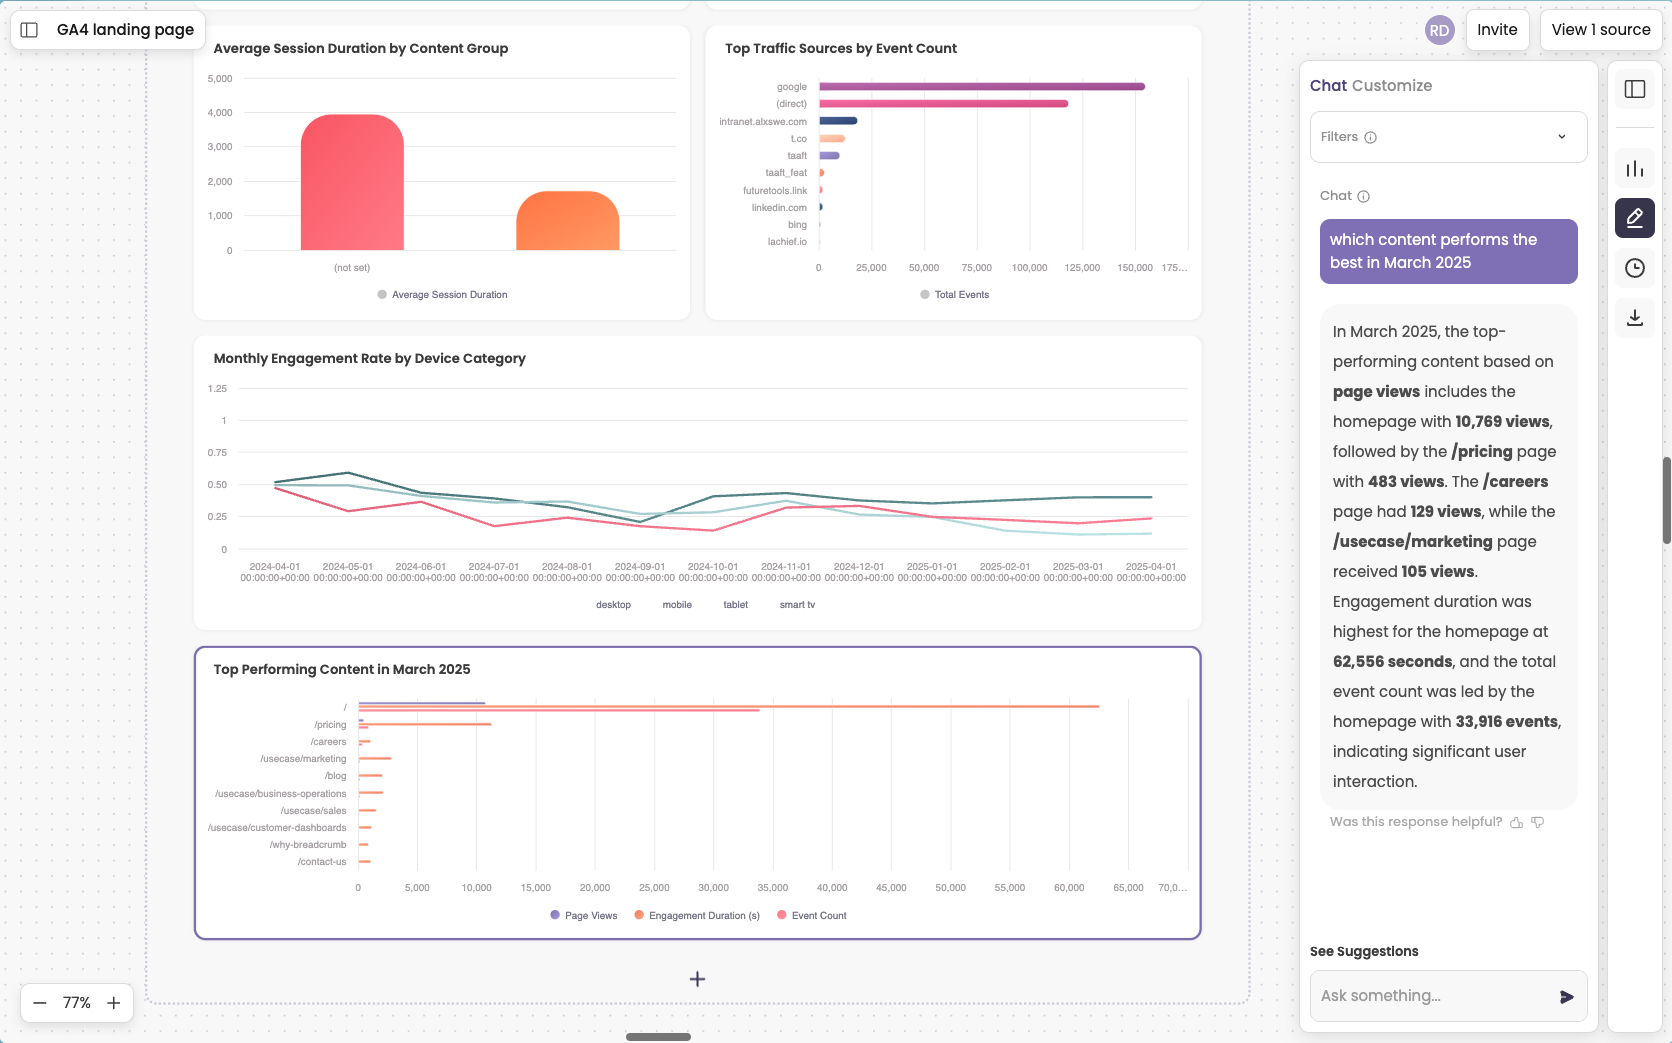 GA4 landing page
RD
Invite
View 1 source
Average Session Duration by Content Group
5,000
4,000
3,000
2,000
1,000
0
(not set)
Average Session Duration
Top Traffic Sources by Event Count
google
(direct)
intranet.alxswe.com
t.co
taaft
taaft_feat
futuretools.link
linkedin.com
bing
lachief.io
0 25,000 50,000 75,000 100,000 125,000 150,000 175...
Total Events
Monthly Engagement Rate by Device Category
1.25
1
0.75
0.50
0.25
0
2024-04-01 2024-05-01 2024-06-01 2024-07-01 2024-08-01 2024-09-01 2024-10-01 2024-11-01 2024-12-01 2025-01-01 2025-02-01 2025-03-01 2025-04-01
00:00:00+00:00 00:00:00+00:00 00:00:00+00:00 00:00:00+00:00 00:00:00+00:00 00:00:00+00:00 00:00:00+00:00 00:00:00+00:00 00:00:00+00:00 00:00:00+00:00 00:00:00+00:00 00:00:00+00:00 00:00:00+00:00
desktop mobile tablet smart tv
Top Performing Content in March 2025
/
/pricing
/careers
/usecase/marketing
/blog
/usecase/business-operations
/usecase/sales
/usecase/customer-dashboards
/why-breadcrumb
/contact-us
0 5,000 10,000 15,000 20,000 25,000 30,000 35,000 40,000 45,000 50,000 55,000 60,000 65,000 70,0...
Page Views Engagement Duration (s) Event Count
77%
Chat Customize
Filters
Chat
which content performs the
best in March 2025
In March 2025, the top-
performing content based on
page views includes the
homepage with 10,769 views,
followed by the /pricing page
with 483 views. The /careers
page had 129 views, while the
/usecase/marketing page
received 105 views.
Engagement duration was
highest for the homepage at
62,556 seconds, and the total
event count was led by the
homepage with 33,916 events,
indicating significant user
interaction.
Was this response helpful?
See Suggestions
Ask something...